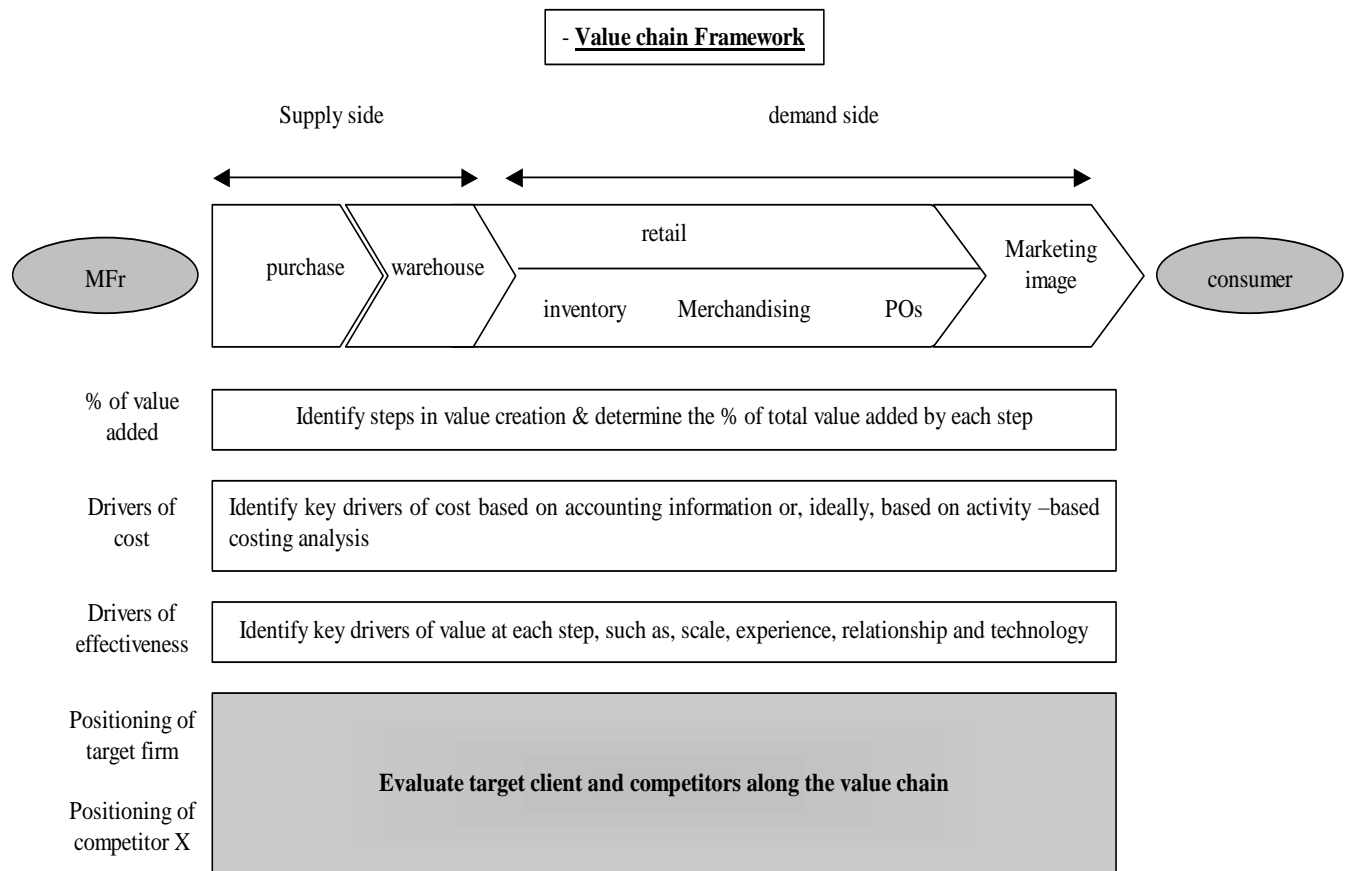 - Value chain Framework
Supply side
demand side
MFr
purchase
warehouse
retail
inventory Merchandising POs
Marketing
image
consumer
% of value
added
Identify steps in value creation & determine the % of total value added by each step
Drivers of
cost
Identify key drivers of cost based on accounting information or, ideally, based on activity –based
costing analysis
Drivers of
effectiveness
Identify key drivers of value at each step, such as, scale, experience, relationship and technology
Positioning of
target firm
Evaluate target client and competitors along the value chain
Positioning of
competitor X